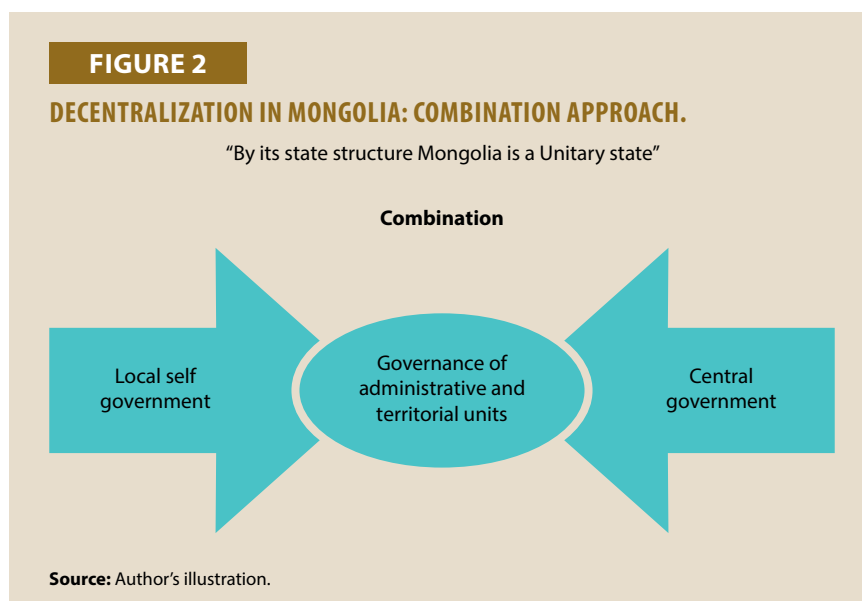 FIGURE 2
DECENTRALIZATION IN MONGOLIA: COMBINATION APPROACH.
“By its state structure Mongolia is a Unitary state”
Combination
Local self
government
Governance of
administrative and
territorial units
Central
government
Source: Author’s illustration.